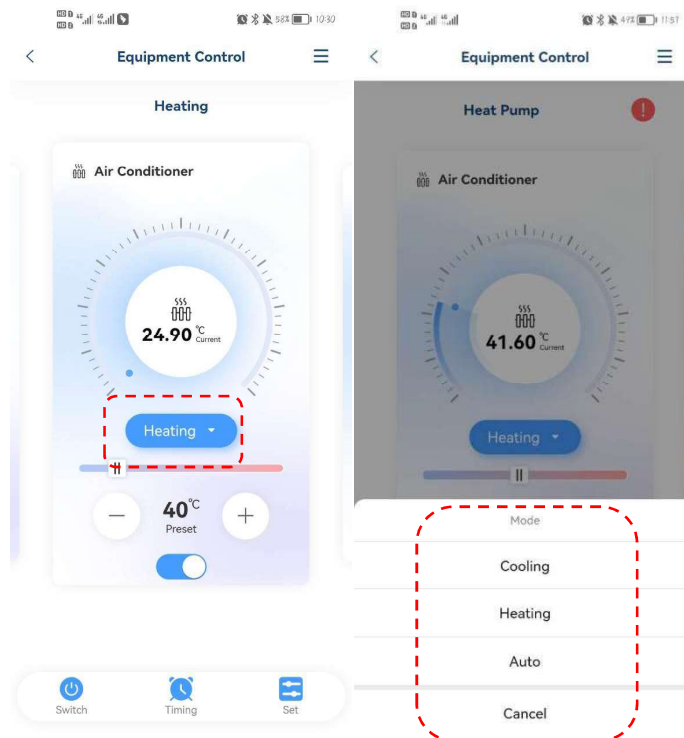 58%
10:30
Equipment Control
Heating
Air Conditioner
24.90 °C
Current
Heating
40°C
Preset
Switch
Timing
Set
11:57
Equipment Control
Heat Pump
Air Conditioner
41.60 °C
Current
Heating
Mode
Cooling
Heating
Auto
Cancel